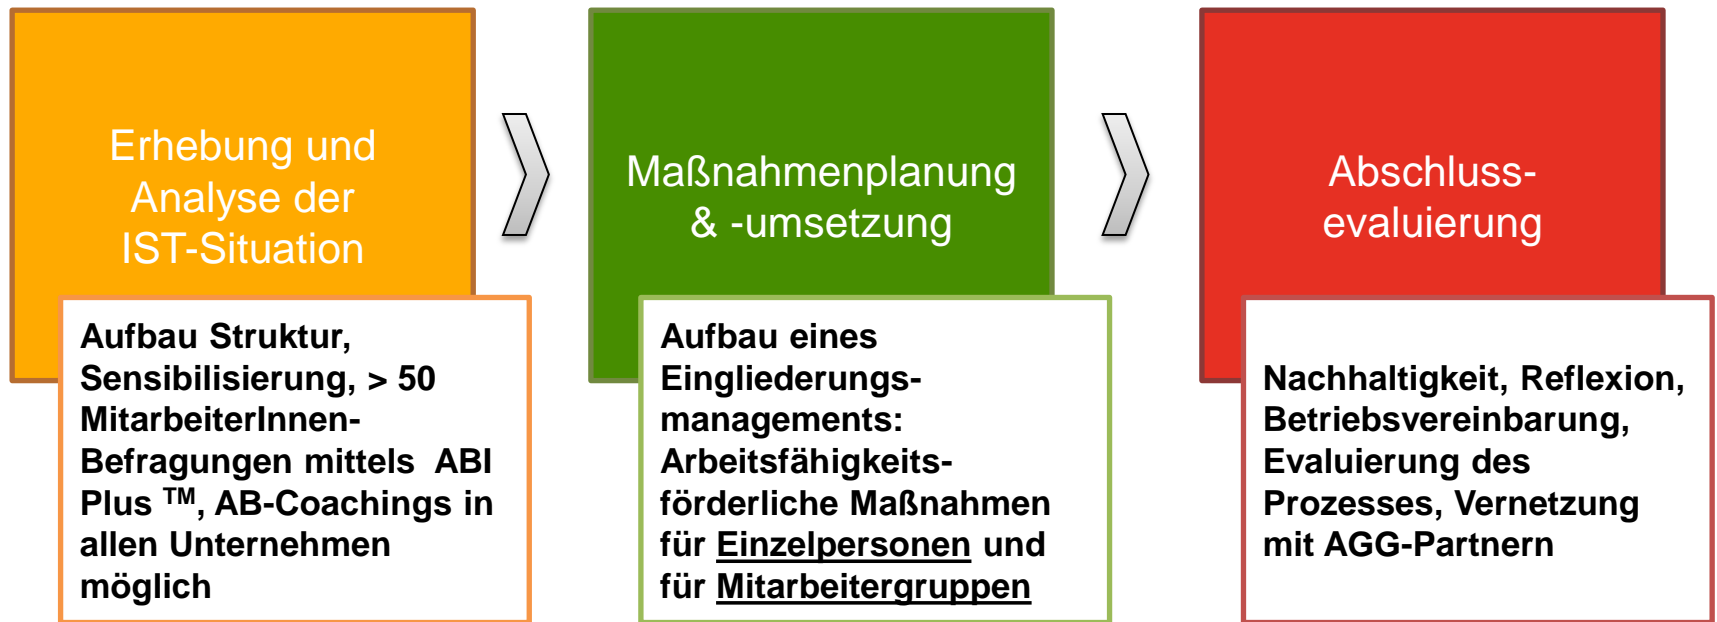 Erhebung und
Analyse der
IST-Situation
Aufbau Struktur,
Sensibilisierung, > 50
MitarbeiterInnen-
Befragungen mittels ABI
Plus ™, AB-Coachings in
allen Unternehmen
möglich
Maßnahmenplanung
& -umsetzung
Aufbau eines
Eingliederungs-
managements:
Arbeitsfähigkeits-
förderliche Maßnahmen
für Einzelpersonen und
für Mitarbeitergruppen
Abschluss-
evaluierung
Nachhaltigkeit, Reflexion,
Betriebsvereinbarung,
Evaluierung des
Prozesses, Vernetzung
mit AGG-Partnern